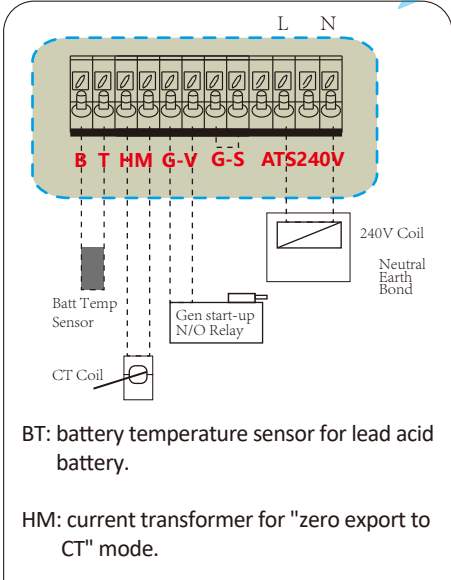 L N
B T HM G-V G-S ATS240V
240V Coil
Neutral
Earth
Bond
Batt Temp
Sensor
Gen start-up
N/O Relay
CT Coil
BT: battery temperature sensor for lead acid
battery.
HM: current transformer for "zero export to
CT" mode.